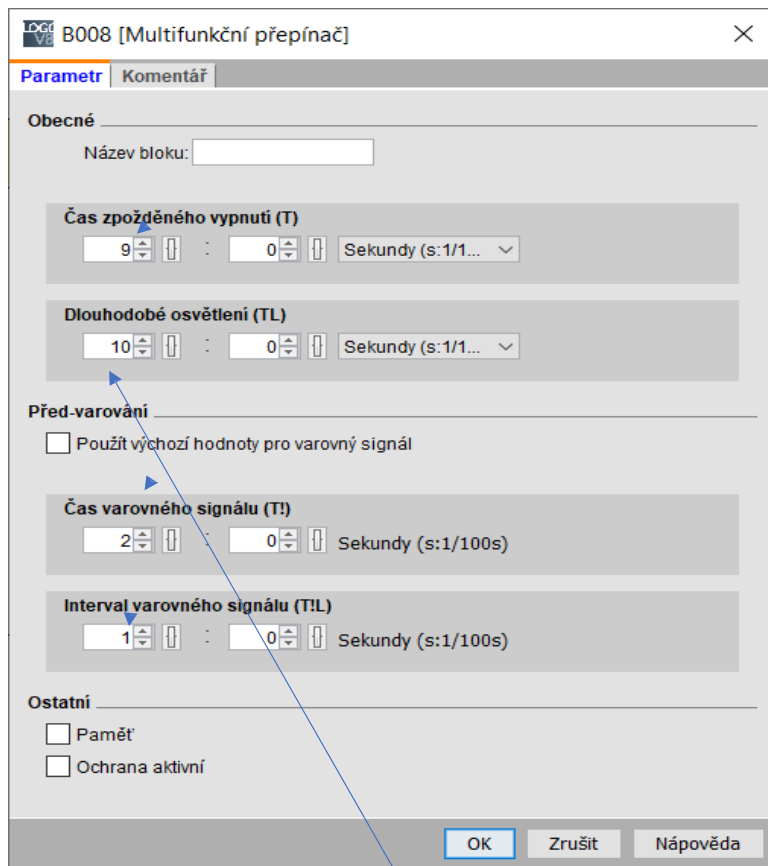 LOGO V8 B008 [Multifunkční přepínač]
Parametr Komentář
Obecné
Název bloku:
Čas zpožděného vypnutí (T)
9 : 0 Sekundy (s:1/1...
Dlouhodobé osvětlení (TL)
10 : 0 Sekundy (s:1/1...
Před-varování
Použít výchozí hodnoty pro varovný signál
Čas varovného signálu (T!)
2 : 0 Sekundy (s:1/100s)
Interval varovného signálu (T!L)
1 : 0 Sekundy (s:1/100s)
Ostatní
Paměť
Ochrana aktivní
OK Zrušit Nápověda